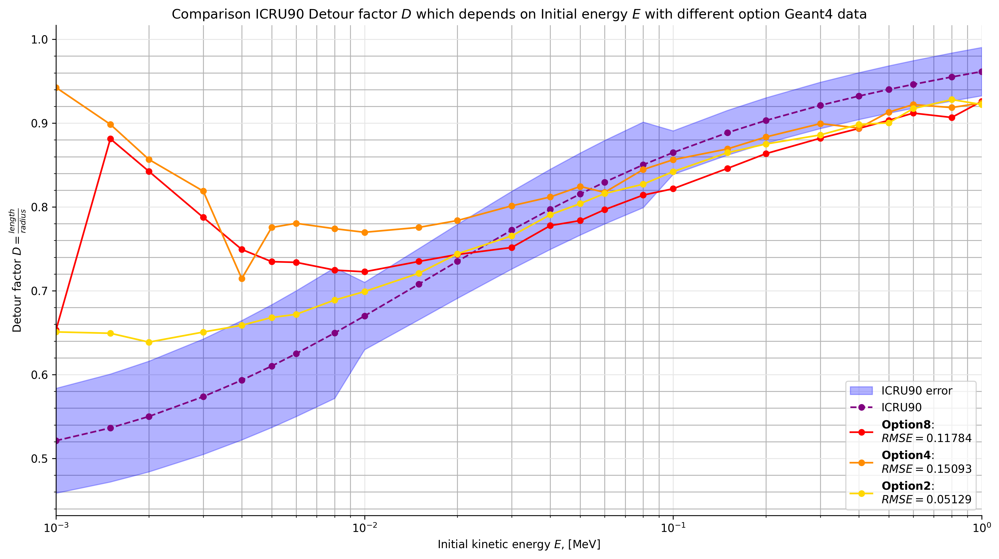 Comparison ICRU90 Detour factor D which depends on Initial energy E with different option Geant4 data
1.0
0.9
0.8
0.7
0.6
0.5
Detour factor D = length/radius
10⁻³
10⁻²
10⁻¹
10⁰
Initial kinetic energy E, [MeV]
ICRU90 error
ICRU90
Option8:
RMSE = 0.11784
Option4:
RMSE = 0.15093
Option2:
RMSE = 0.05129